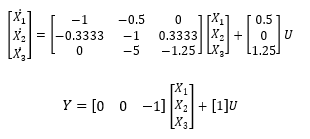 [Ẋ₁ Ẋ₂ Ẋ₃] = [−1 −0.5 0; −0.3333 −1 0.3333; 0 −5 −1.25] [X₁ X₂ X₃] + [0.5 0 1.25] U
Y = [0 0 −1] [X₁ X₂ X₃] + [1]U